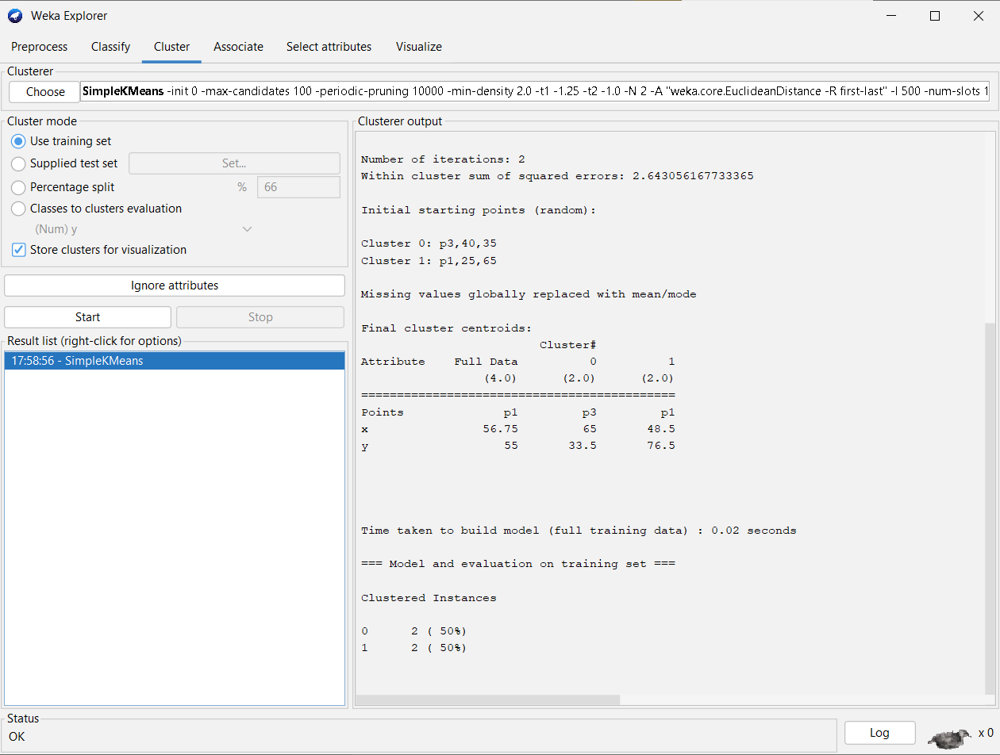 Weka Explorer
Preprocess Classify Cluster Associate Select attributes Visualize
Clusterer
Choose SimpleKMeans -init 0 -max-candidates 100 -periodic-pruning 10000 -min-density 2.0 -t1 -1.25 -t2 -1.0 -N 2 -A "weka.core.EuclideanDistance -R first-last" -I 500 -num-slots 1
Cluster mode
Use training set
Supplied test set Set...
Percentage split % 66
Classes to clusters evaluation
(Num) y
Store clusters for visualization
Ignore attributes
Start Stop
Result list (right-click for options)
17:58:56 - SimpleKMeans
Clusterer output
Number of iterations: 2
Within cluster sum of squared errors: 2.643056167733365
Initial starting points (random):
Cluster 0: p3,40,35
Cluster 1: p1,25,65
Missing values globally replaced with mean/mode
Final cluster centroids:
Cluster#
Attribute Full Data 0 1
(4.0) (2.0) (2.0)
=============================================
Points p1 p3 p1
x 56.75 65 48.5
y 55 33.5 76.5
Time taken to build model (full training data) : 0.02 seconds
=== Model and evaluation on training set ===
Clustered Instances
0 2 ( 50%)
1 2 ( 50%)
Status
OK
Log x 0